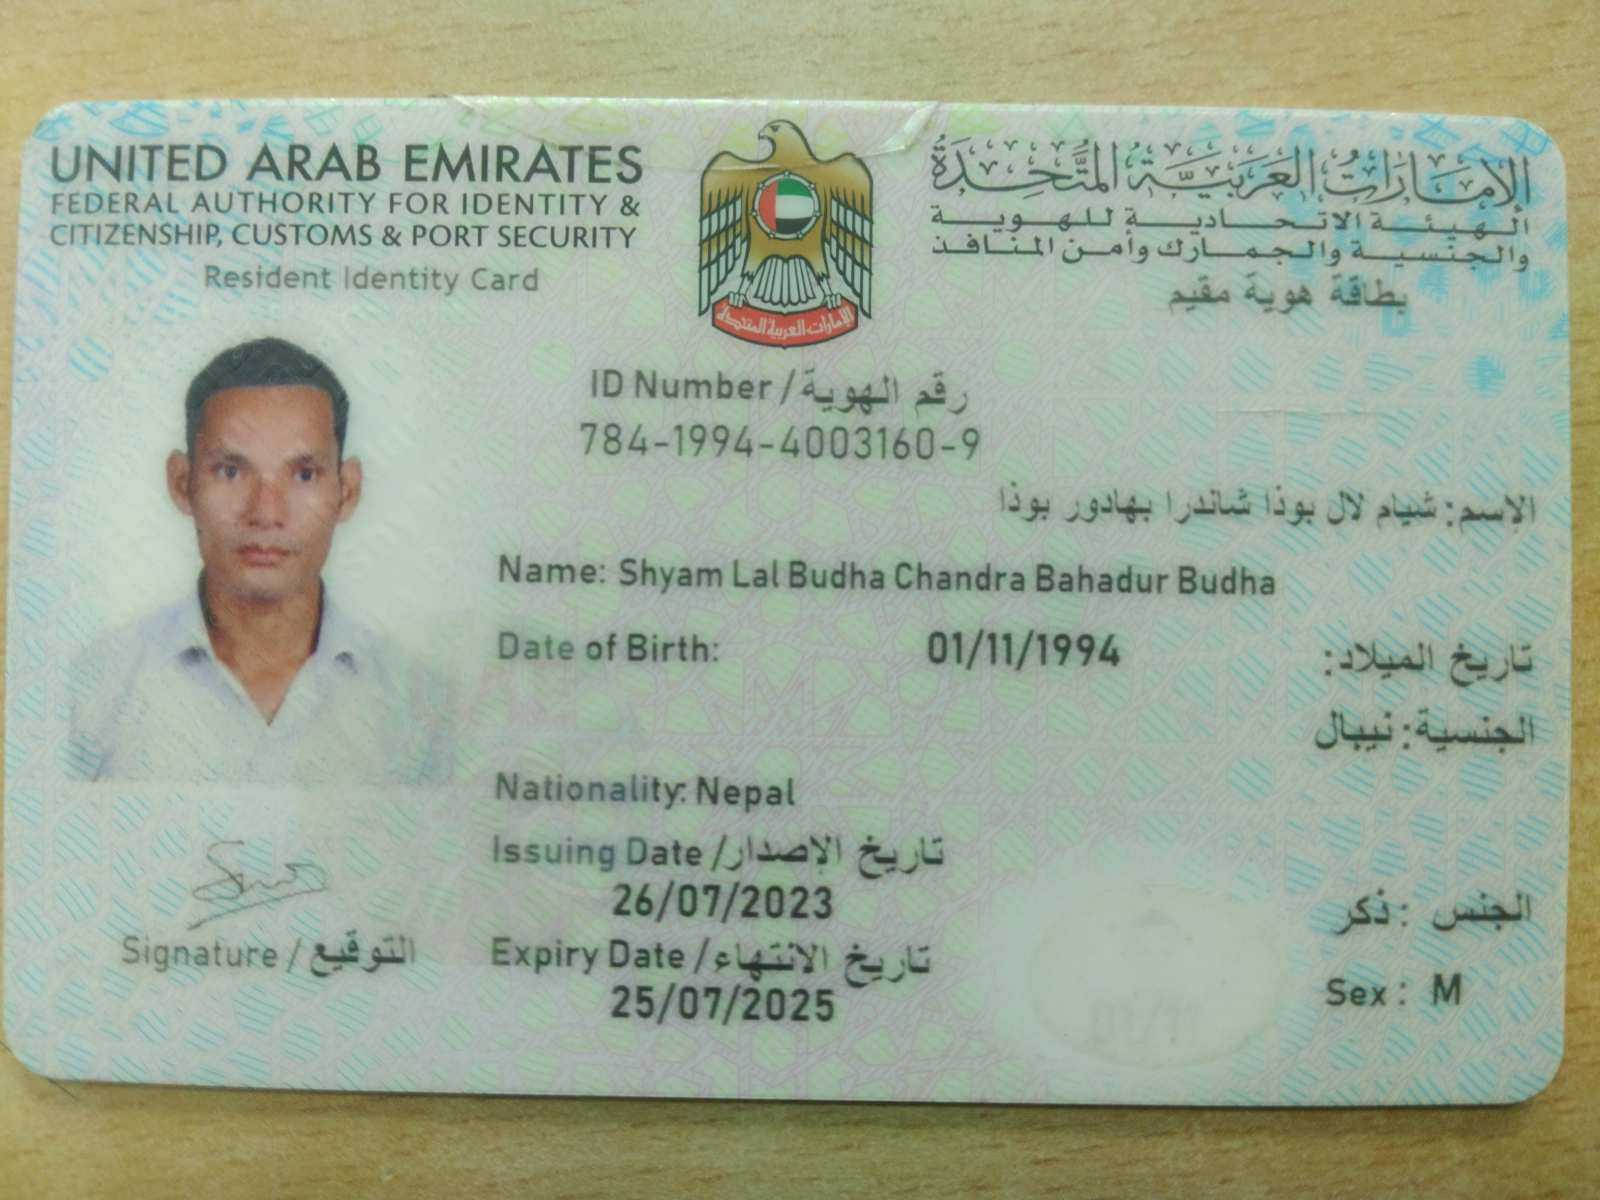 UNITED ARAB EMIRATES
FEDERAL AUTHORITY FOR IDENTITY &
CITIZENSHIP, CUSTOMS & PORT SECURITY
Resident Identity Card
الإمارات العربية المتحدة
الهيئة الاتحادية للهوية
والجنسية والجمارك وأمن المنافذ
بطاقة هوية مقيم
الإمارات العربية المتحدة
ID Number / رقم الهوية
784-1994-4003160-9
الإسم: شيام لال بوذا شاندرا بهادور بوذا
Name: Shyam Lal Budha Chandra Bahadur Budha
Date of Birth: 01/11/1994 تاريخ الميلاد:
الجنسية: نيبال
Nationality: Nepal
Issuing Date / تاريخ الإصدار
26/07/2023
Expiry Date / تاريخ الانتهاء
25/07/2025
الجنس : ذكر
Sex : M
Signature / التوقيع